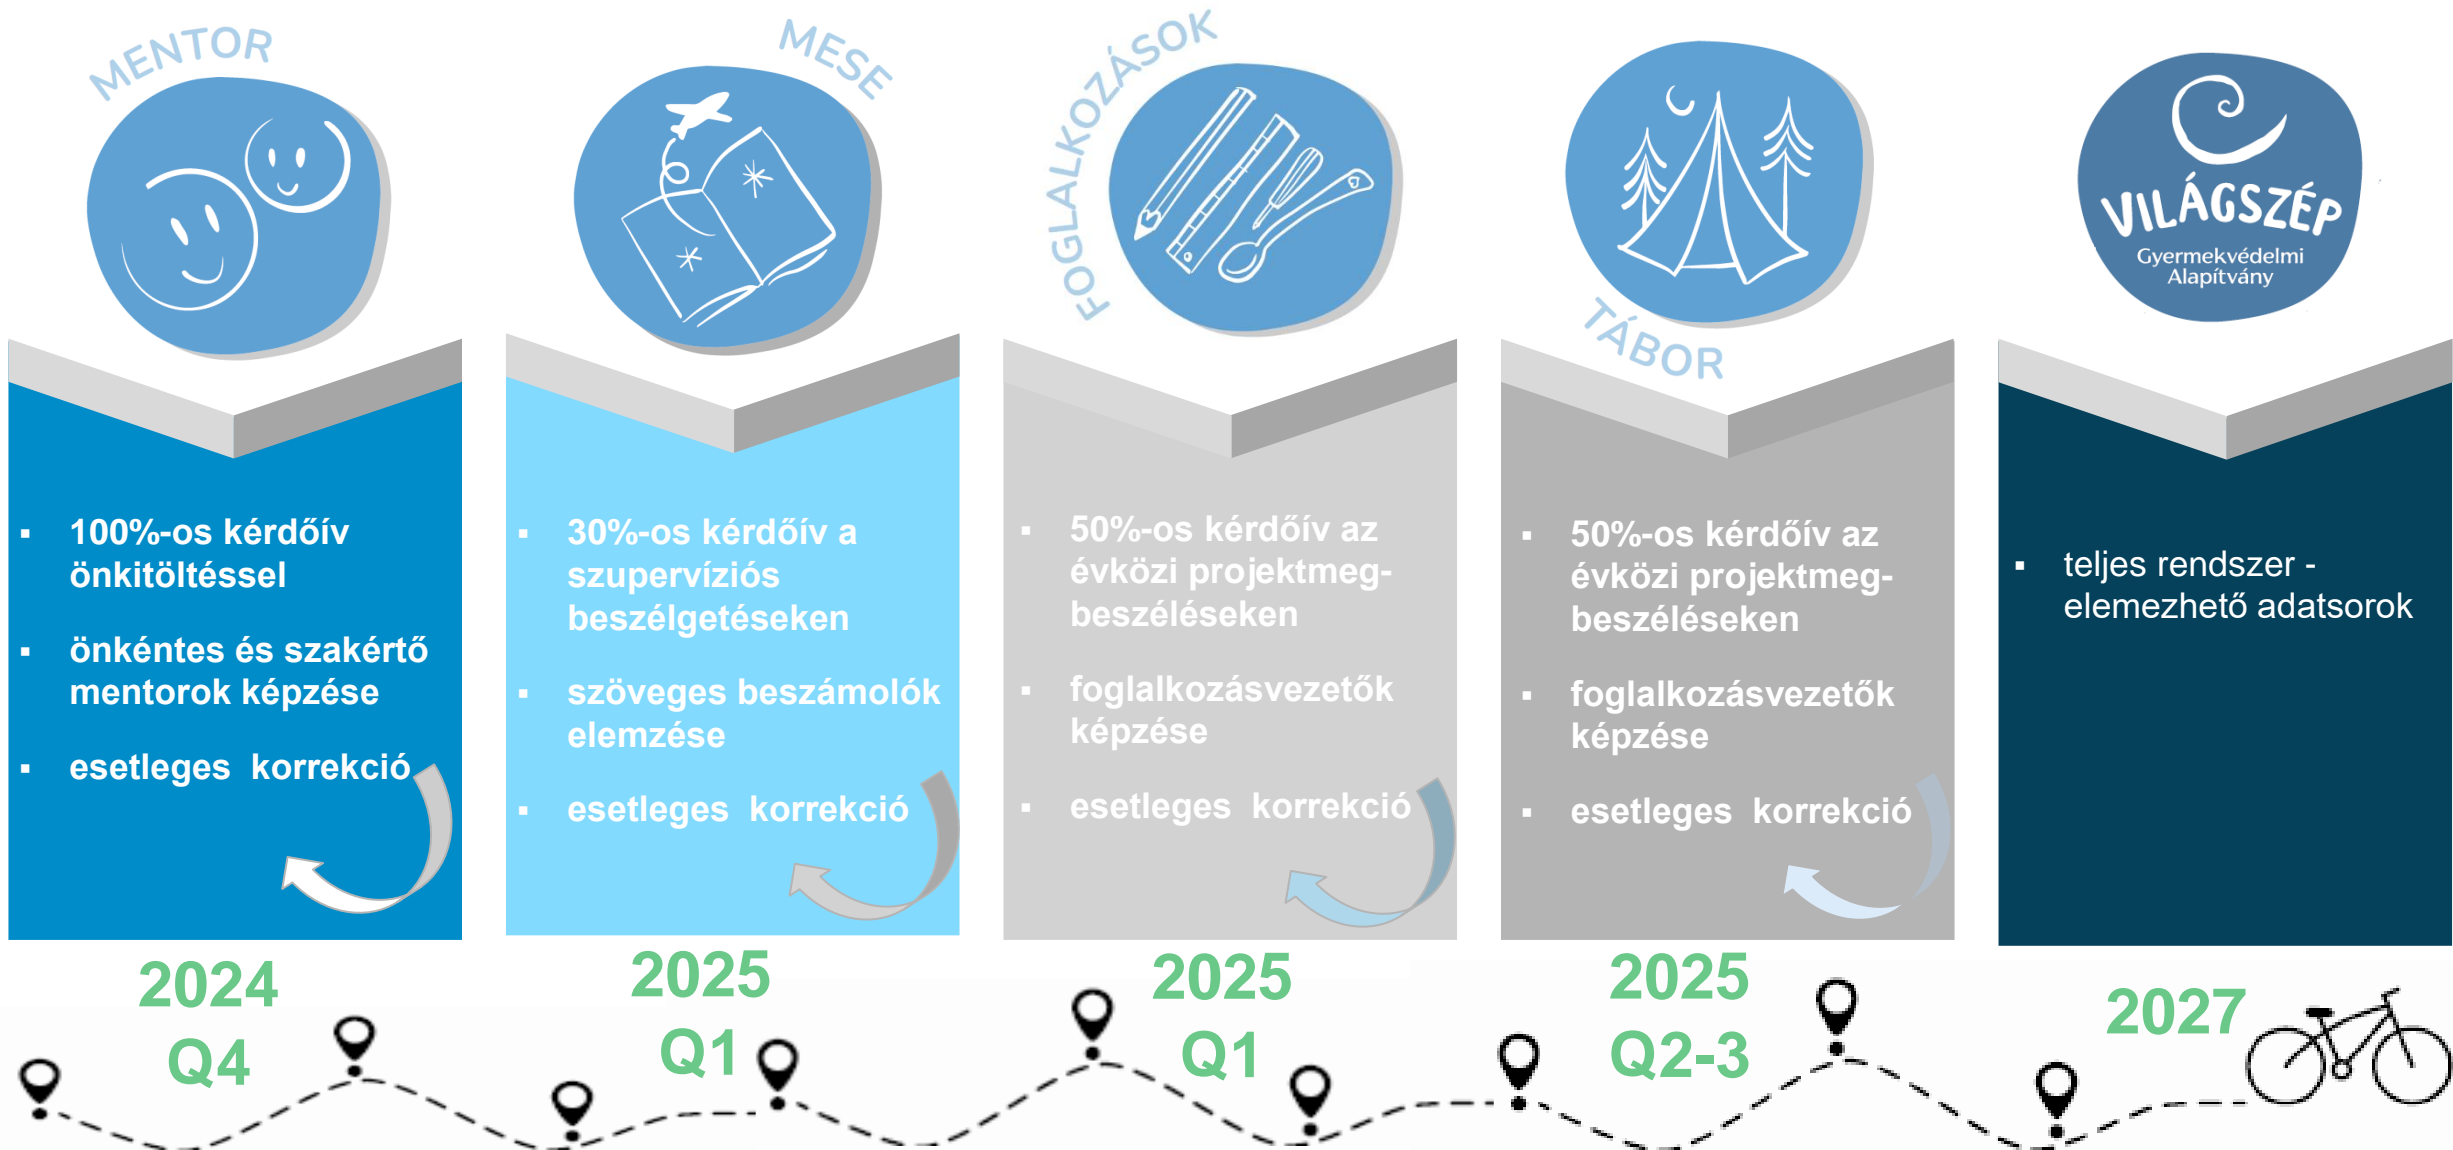 MENTOR
100%-os kérdőív
önkitöltéssel
önkéntes és szakértő
mentorok képzése
esetleges  korrekció
2024
Q4
MESE
30%-os kérdőív a
szupervíziós
beszélgetéseken
szöveges beszámolók
elemzése
esetleges  korrekció
2025
Q1
FOGLALKOZÁSOK
50%-os kérdőív az
évközi projektmeg-
beszéléseken
foglalkozásvezetők
képzése
esetleges  korrekció
2025
Q1
TÁBOR
50%-os kérdőív az
évközi projektmeg-
beszéléseken
foglalkozásvezetők
képzése
esetleges  korrekció
2025
Q2-3
VILÁGSZÉP
Gyermekvédelmi
Alapítvány
teljes rendszer -
elemezhető adatsorok
2027